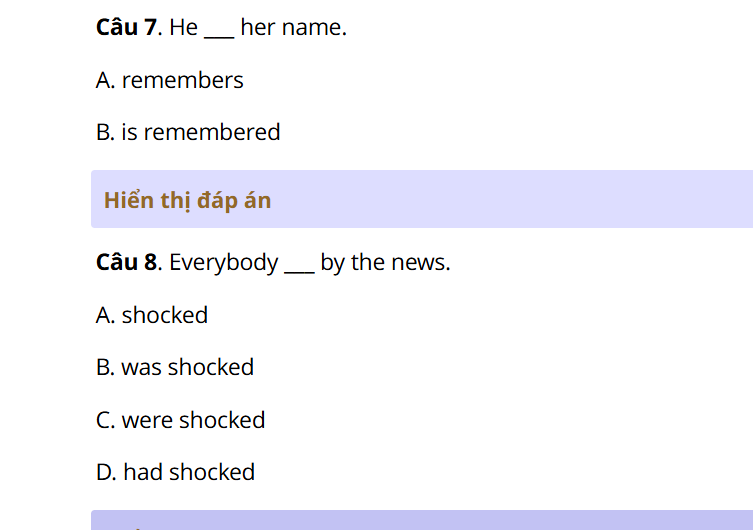 Câu 7. He ___ her name.
A. remembers
B. is remembered
Hiển thị đáp án
Câu 8. Everybody ___ by the news.
A. shocked
B. was shocked
C. were shocked
D. had shocked